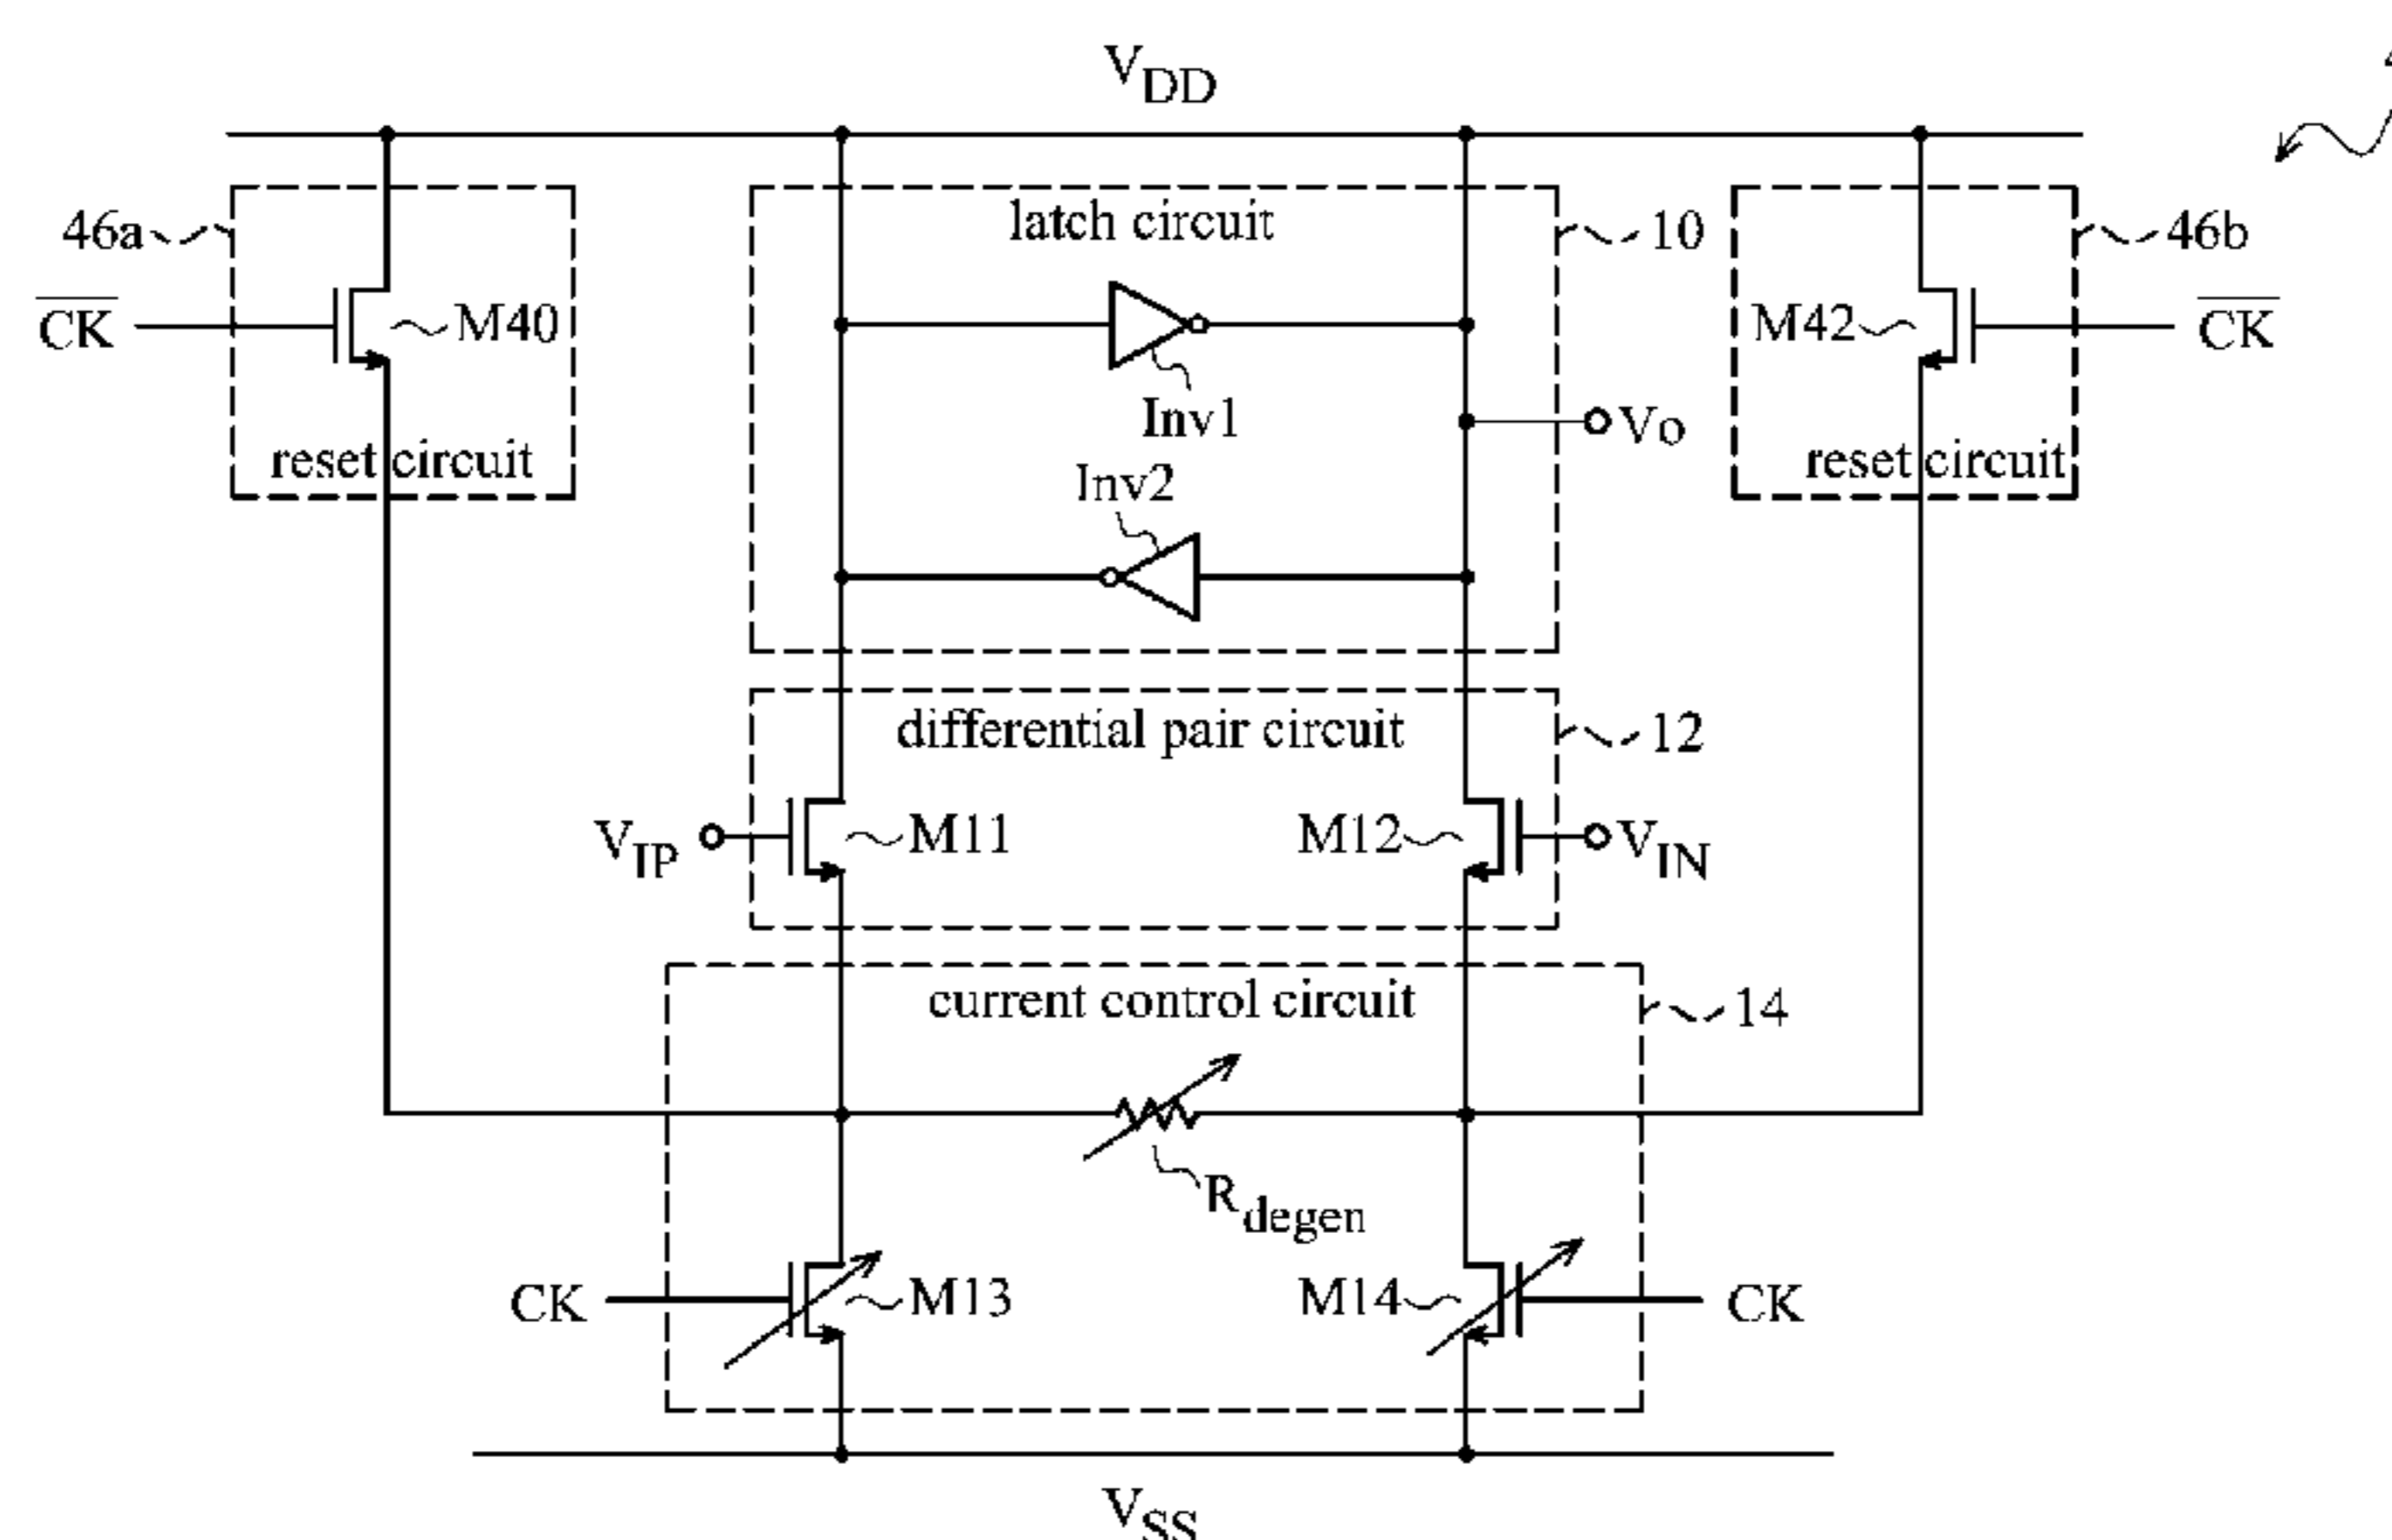 VDD
46a
latch circuit
10
46b
CK
M40
M42
CK
Inv1
Vo
reset circuit
Inv2
reset circuit
differential pair circuit
12
VIP
M11
M12
VIN
current control circuit
14
Rdegen
CK
M13
M14
CK
VSS